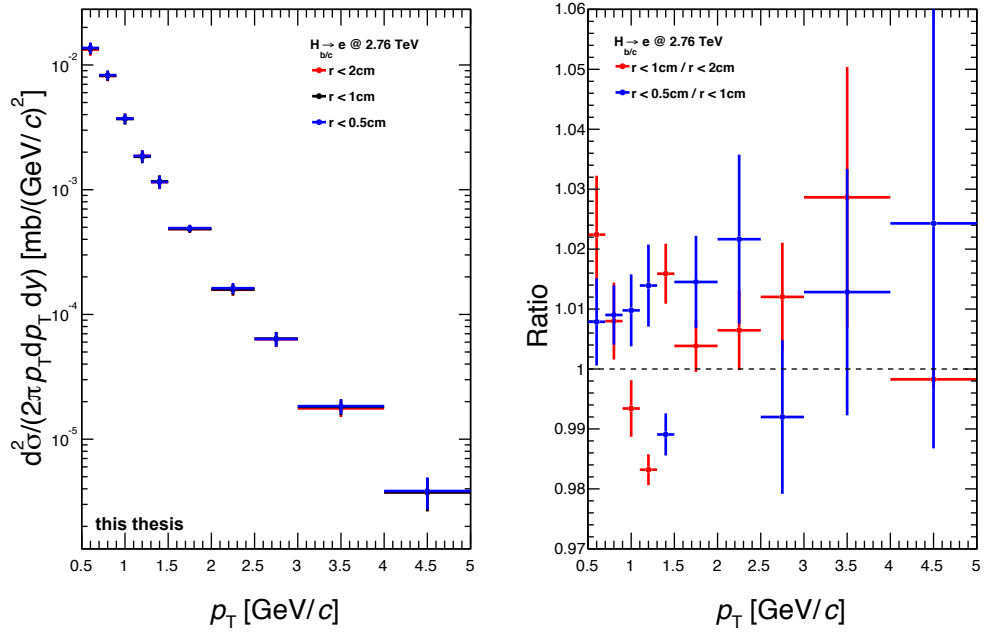 H_{b/c} → e @ 2.76 TeV
r < 2cm
r < 1cm
r < 0.5cm
d²σ/(2π p_T dp_T dy) [mb/(GeV/c)²]
10⁻²
10⁻³
10⁻⁴
10⁻⁵
this thesis
0.5 1 1.5 2 2.5 3 3.5 4 4.5 5
p_T [GeV/c]
H_{b/c} → e @ 2.76 TeV
r < 1cm / r < 2cm
r < 0.5cm / r < 1cm
Ratio
1.06
1.05
1.04
1.03
1.02
1.01
1
0.99
0.98
0.97
0.5 1 1.5 2 2.5 3 3.5 4 4.5 5
p_T [GeV/c]